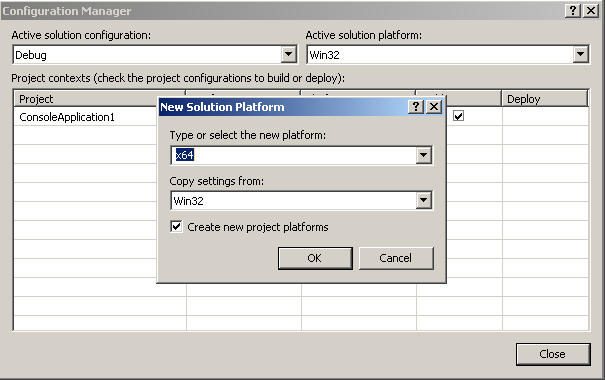 Configuration Manager
Active solution configuration: Active solution platform:
Debug Win32
Project contexts (check the project configurations to build or deploy):
Project Deploy
ConsoleApplication1
New Solution Platform
Type or select the new platform:
x64
Copy settings from:
Win32
Create new project platforms
OK Cancel
Close